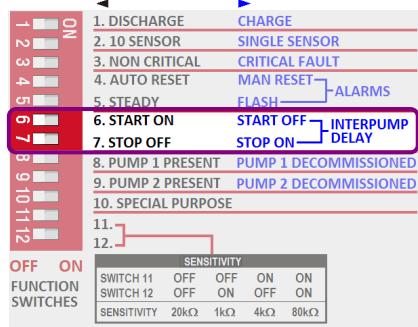 ON
1 2 3 4 5 6 7 8 9 10 11 12
1. DISCHARGE CHARGE
2. 10 SENSOR SINGLE SENSOR
3. NON CRITICAL CRITICAL FAULT
4. AUTO RESET MAN RESET
ALARMS
5. STEADY FLASH
6. START ON START OFF
INTERPUMP
DELAY
7. STOP OFF STOP ON
8. PUMP 1 PRESENT PUMP 1 DECOMMISSIONED
9. PUMP 2 PRESENT PUMP 2 DECOMMISSIONED
10. SPECIAL PURPOSE
11.
12.
OFF ON
FUNCTION
SWITCHES
SENSITIVITY
SWITCH 11 OFF OFF ON ON
SWITCH 12 OFF ON OFF ON
SENSITIVITY 20kΩ 1kΩ 4kΩ 80kΩ